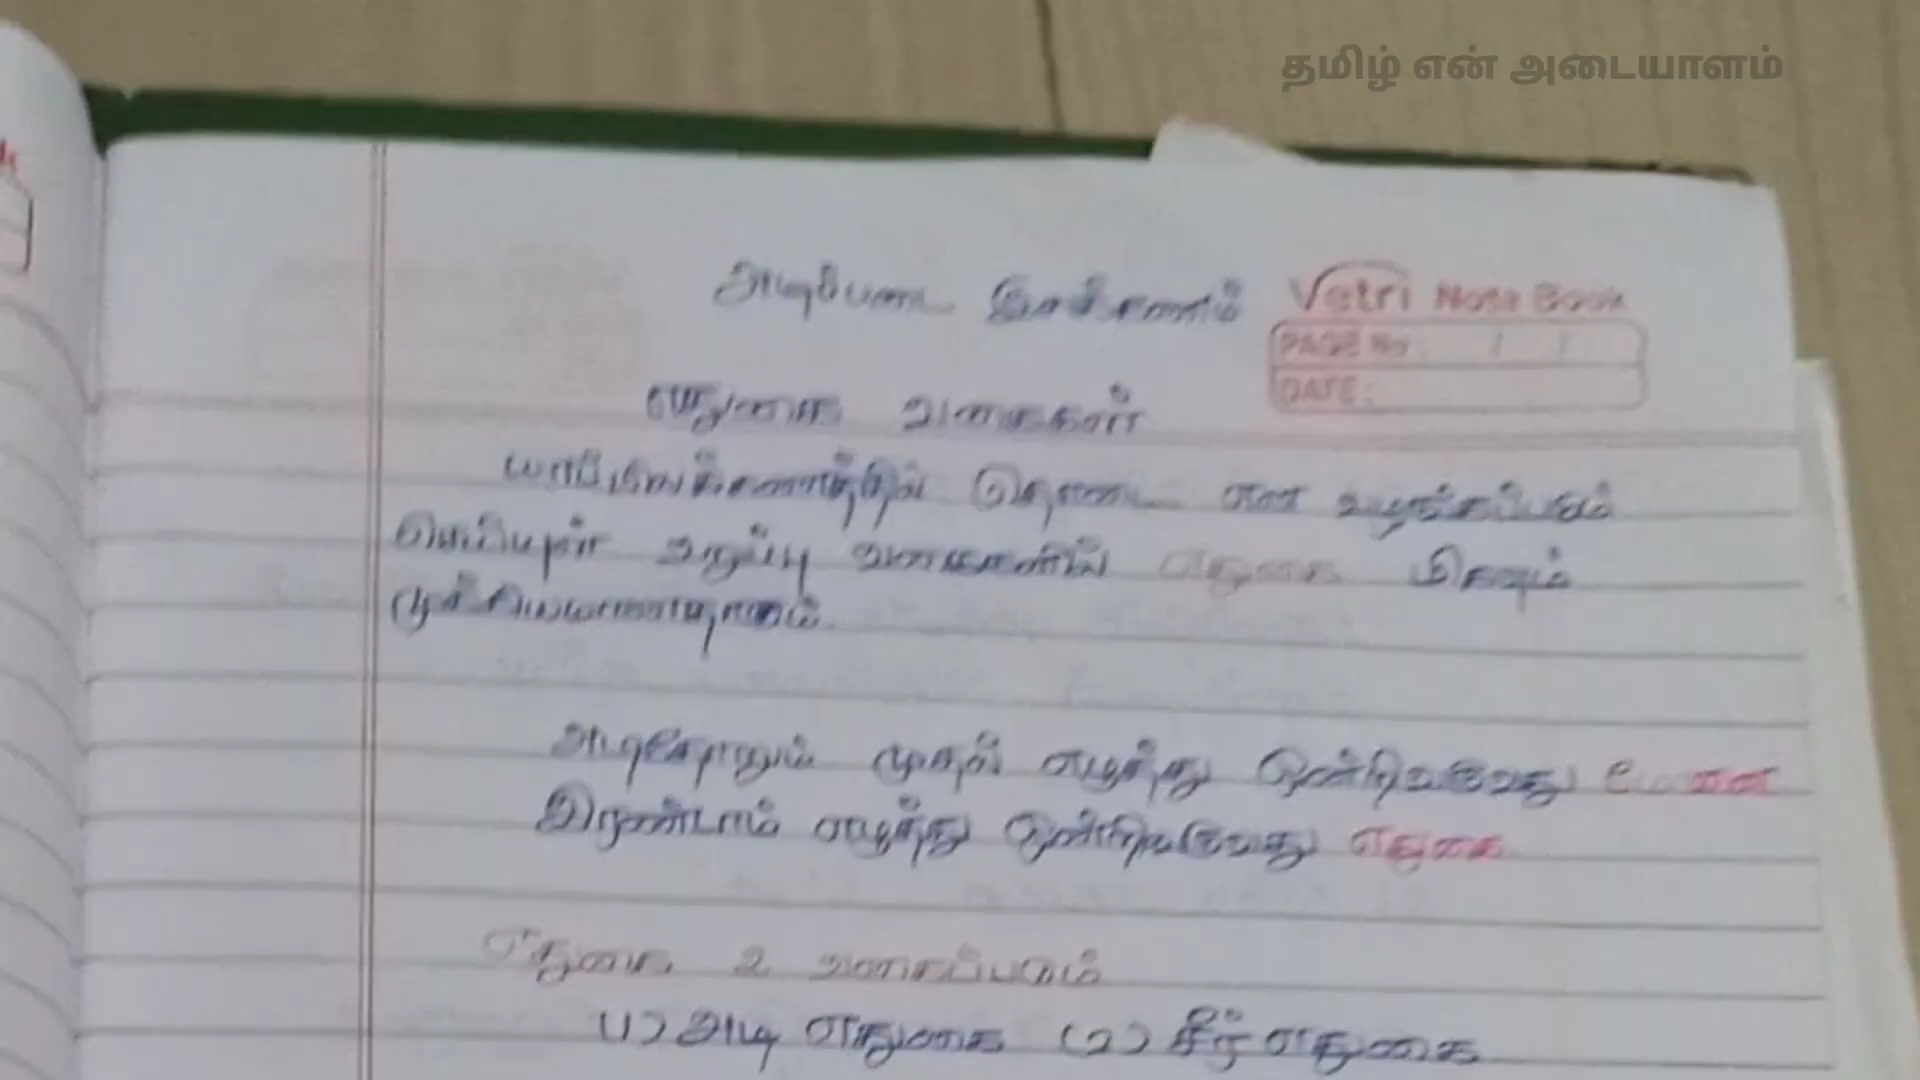 தமிழ் என் அடையாளம்
அடிப்படை இலக்கணம்
Vetri Note Book
PAGE No
DATE:
எதுகை வகைகள்
யாப்பிலக்கணத்தில் தொடை என வழங்கப்படும்
செய்யுள் உறுப்பு வகைகளில் எதுகை மிகவும்
முக்கியமானதாகும்
அடிதோறும் முதல் எழுத்து ஒன்றிவருவது மோனை
இரண்டாம் எழுத்து ஒன்றிவருவது எதுகை
எதுகை 2 வகைப்படும்
(1) அடி எதுகை (2) சீர் எதுகை